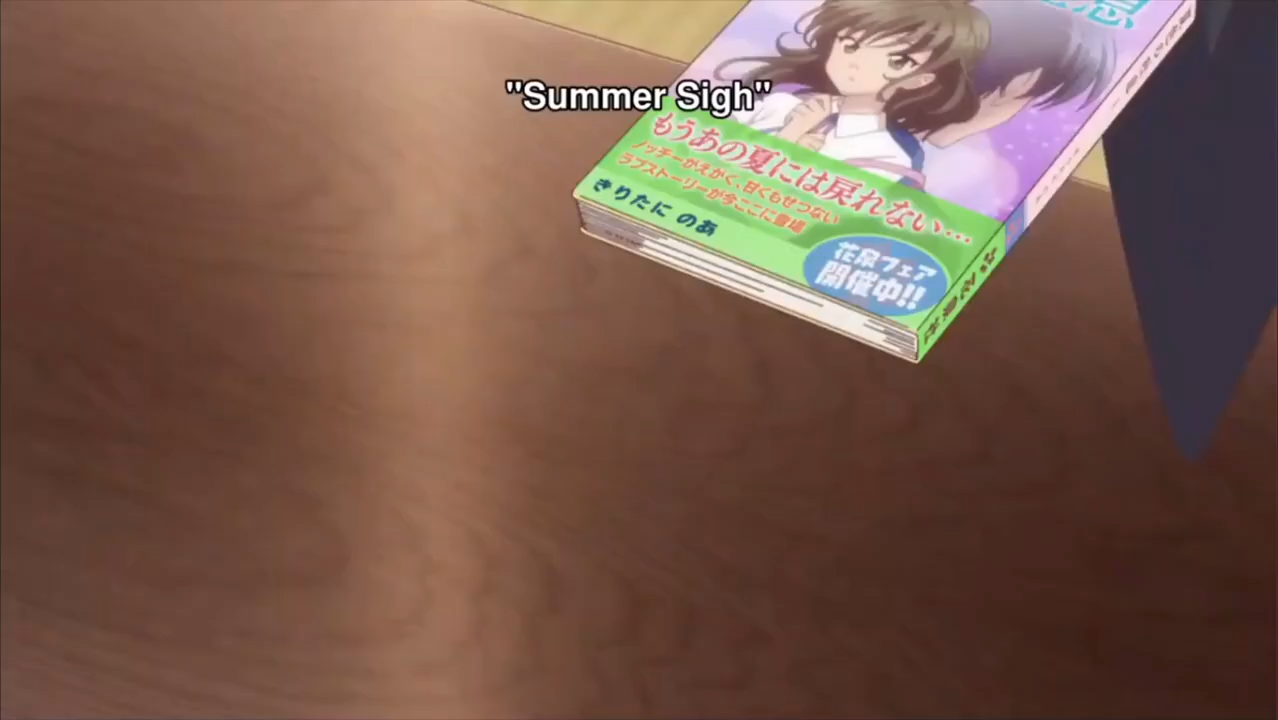 "Summer Sigh"
息
もうあの夏には戻れない…
ノッチーがえがく、甘くもせつない
ラブストーリーが今ここに登場
きりたに のあ
花泉フェア
開催中!!